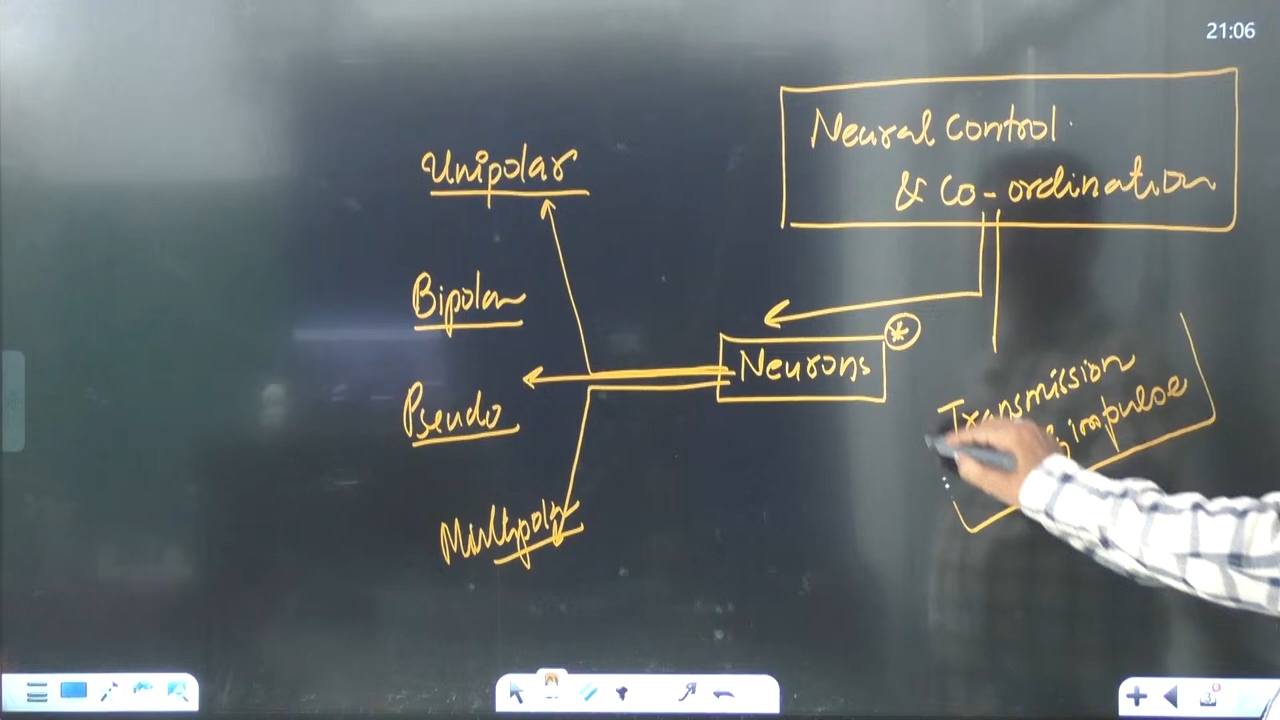 21:06
Neural control
& Co-ordination
Unipolar
Bipolar
Neurons *
Pseudo
Transmission
impulse
Multipolar